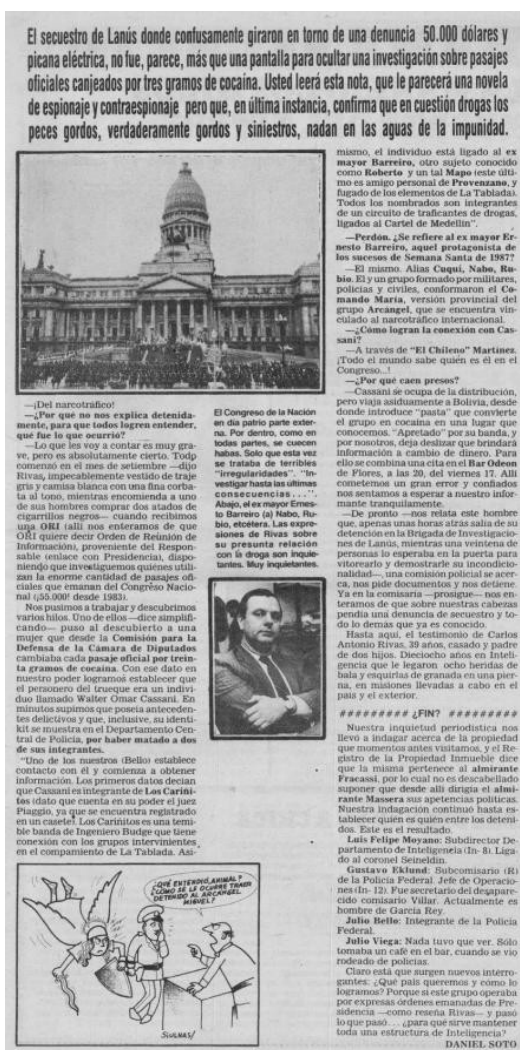 El secuestro de Lanús donde confusamente giraron en torno de una denuncia 50.000 dólares y
picana eléctrica, no fue, parece, más que una pantalla para ocultar una investigación sobre pasajes
oficiales canjeados por tres gramos de cocaína. Usted leerá esta nota, que le parecerá una novela
de espionaje y contraespionaje pero que, en última instancia, confirma que en cuestión drogas los
peces gordos, verdaderamente gordos y siniestros, nadan en las aguas de la impunidad.
—¡Del narcotráfico!
—¿Por qué no nos explica detenida-
mente, para que todos logren entender,
qué fue lo que ocurrió?
—Lo que les voy a contar es muy gra-
ve, pero es absolutamente cierto. Todo
comenzó en el mes de setiembre —dijo
Rivas, impecablemente vestido de traje
gris y camisa blanca con una fina corba-
ta al tono, mientras encomienda a uno
de sus hombres comprar dos atados de
cigarrillos negros— cuando recibimos
una ORI (allí nos enteramos de que
ORI quiere decir Orden de Reunión de
Información), proveniente del Respon-
sable (enlace con Presidencia), dispo-
niendo que investiguemos quiénes utili-
zan la enorme cantidad de pasajes ofi-
ciales que emanan del Congreso Nacio-
nal (¡55.000! desde 1983).
Nos pusimos a trabajar y descubrimos
varios hilos. Uno de ellos —dice simplifi-
cando— puso al descubierto a una
mujer que desde la Comisión para la
Defensa de la Cámara de Diputados
cambiaba cada pasaje oficial por trein-
ta gramos de cocaína. Con ese dato en
nuestro poder logramos establecer que
el personero del trueque era un indivi-
duo llamado Walter Omar Cassani. En
minutos supimos que poseía anteceden-
tes delictivos y que, inclusive, su identi-
kit se muestra en el Departamento Cen-
tral de Policía, por haber matado a dos
de sus integrantes.
"Uno de los nuestros (Bello) establece
contacto con él y comienza a obtener
información. Los primeros datos decían
que Cassani es integrante de Los Cariñi-
tos (dato que cuenta en su poder el juez
Piaggio, ya que se encuentra registrado
en un casete). Los Cariñitos es una temi-
ble banda de Ingeniero Budge que tiene
conexión con los grupos intervinientes
en el compamiento de La Tablada. Asi-
El Congreso de la Nación
en día patrio parte exter-
na. Por dentro, como en
todas partes, se cuecen
habas. Solo que esta vez
se trataba de terribles
"irregularidades". "In-
vestigar hasta las últimas
consecuencias ...".
Abajo, el ex mayor Ernes-
to Barreiro (a) Nabo, Ru-
bio, etcétera. Las expre-
siones de Rivas sobre
su presunta relación
con la droga son inquie-
tantes. Muy inquietantes.
¿QUÉ ENTENDIÓ, ANIMAL?
¿CÓMO SE LE OCURRE TRAER
DETENIDO AL ARCANGEL
MIGUEL!
mismo, el individuo está ligado al ex
mayor Barreiro, otro sujeto conocido
como Roberto y un tal Mapo (este últi-
mo es amigo personal de Provenzano, y
fugado de los elementos de La Tablada).
Todos los nombrados son integrantes
de un circuito de traficantes de drogas,
ligados al Cartel de Medellín".
—Perdón. ¿Se refiere al ex mayor Er-
nesto Barreiro, aquel protagonista de
los sucesos de Semana Santa de 1987?
—El mismo. Alias Cuqui, Nabo, Ru-
bio. El y un grupo formado por militares,
policías y civiles, conformaron el Co-
mando María, versión provincial del
grupo Arcángel, que se encuentra vin-
culado al narcotráfico internacional.
—¿Cómo logran la conexión con Cas-
sani?
—A través de "El Chileno" Martínez.
¡Todo el mundo sabe quién es él en el
Congreso...!
—¿Por qué caen presos?
—Cassani se ocupa de la distribución,
pero viaja asiduamente a Bolivia, desde
donde introduce "pasta" que convierte
el grupo en cocaína en una lugar que
conocemos. "Apretado" por su banda, y
por nosotros, deja deslizar que brindará
información a cambio de dinero. Para
ello se combina una cita en el Bar Odeon
de Flores, a las 20, del viernes 17. Allí
cometemos un gran error y confiados
nos sentamos a esperar a nuestro infor-
mante tranquilamente.
—De pronto —nos relata este hombre
que, apenas unas horas atrás salía de su
detención en la Brigada de Investigacio-
nes de Lanús, mientras una veintena de
personas lo esperaba en la puerta para
vitorearlo y demostrarle su incondicio-
nalidad—, una comisión policial se acer-
ca, nos pide documentos y nos detiene.
Ya en la comisaría —prosigue— nos en-
teramos de que sobre nuestras cabezas
pendía una denuncia de secuestro y to-
do lo demás que ya es conocido.
Hasta aquí, el testimonio de Carlos
Antonio Rivas, 39 años, casado y padre
de dos hijos. Dieciocho años en Inteli-
gencia que le legaron ocho heridas de
bala y esquirlas de granada en una pier-
na, en misiones llevadas a cabo en el
país y el exterior.
######### ¿FIN? #########
Nuestra inquietud periodística nos
llevó a indagar acerca de la propiedad
que momentos antes visitamos, y el Re-
gistro de la Propiedad Inmueble dice
que la misma pertenece al almirante
Fracassi, por lo cual no es descabellado
suponer que desde allí dirigía el almi-
rante Massera sus apetencias políticas.
Nuestra indagación continuó hasta es-
tablecer quién es quién entre los deteni-
dos. Este es el resultado.
Luis Felipe Moyano: Subdirector De-
partamento de Inteligencia (In- 8). Liga-
do al coronel Seineldín.
Gustavo Eklund: Subcomisario (R)
de la Policía Federal. Jefe de Operacio-
nes (In- 12). Fue secretario del desapare-
cido comisario Villar. Actualmente es
hombre de García Rey.
Julio Bello: Integrante de la Policía
Federal.
Julio Viega: Nada tuvo que ver. Sólo
tomaba un café en el bar, cuando se vio
rodeado de policías.
Claro está que surgen nuevos interro-
gantes: ¿Qué país queremos y cómo lo
logramos? Porque si este grupo operaba
por expresas órdenes emanadas de Pre-
sidencia —como reseña Rivas— y pasó
lo que pasó... ¿para qué sirve mantener
toda una estructura de Inteligencia?
DANIEL SOTO